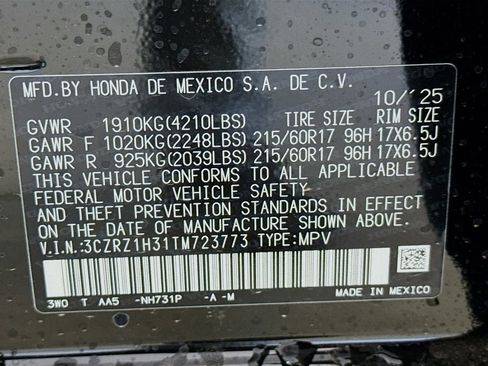 MFD.BY HONDA DE MEXICO S.A. DE C.V.
10/25
GVWR 1910KG(4210LBS) TIRE SIZE RIM SIZE
GAWR F 1020KG(2248LBS) 215/60R17 96H 17X6.5J
GAWR R 925KG(2039LBS) 215/60R17 96H 17X6.5J
THIS VEHICLE CONFORMS TO ALL APPLICABLE
FEDERAL MOTOR VEHICLE SAFETY
AND THEFT PREVENTION STANDARDS IN EFFECT
ON THE DATE OF MANUFACTURE SHOWN ABOVE.
V.I.N.:3CZRZ1H31TM723773 TYPE:MPV
3W0 T AA5 -NH731P -A -M
MADE IN MEXICO